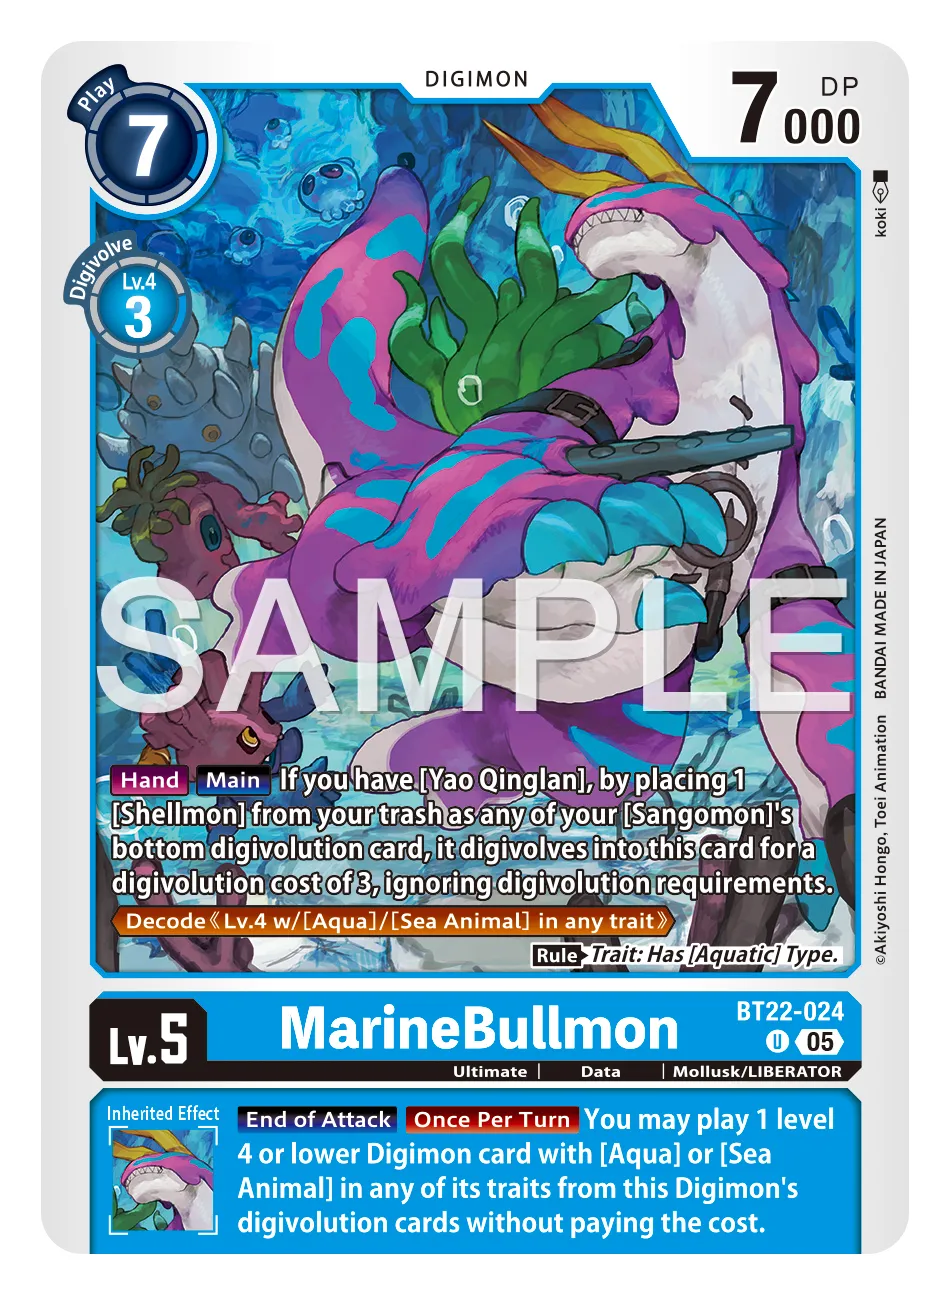 DIGIMON
Play
7
7000
DP
Digivolve
Lv.4
3
koki
SAMPLE
Hand Main If you have [Yao Qinglan], by placing 1
[Shellmon] from your trash as any of your [Sangomon]'s
bottom digivolution card, it digivolves into this card for a
digivolution cost of 3, ignoring digivolution requirements.
Decode《Lv.4 w/[Aqua]/[Sea Animal] in any trait》
Rule Trait: Has [Aquatic] Type.
©Akiyoshi Hongo, Toei Animation BANDAI MADE IN JAPAN
Lv.5
MarineBullmon
BT22-024
U 05
Ultimate | Data | Mollusk/LIBERATOR
Inherited Effect
End of Attack Once Per Turn You may play 1 level
4 or lower Digimon card with [Aqua] or [Sea
Animal] in any of its traits from this Digimon's
digivolution cards without paying the cost.